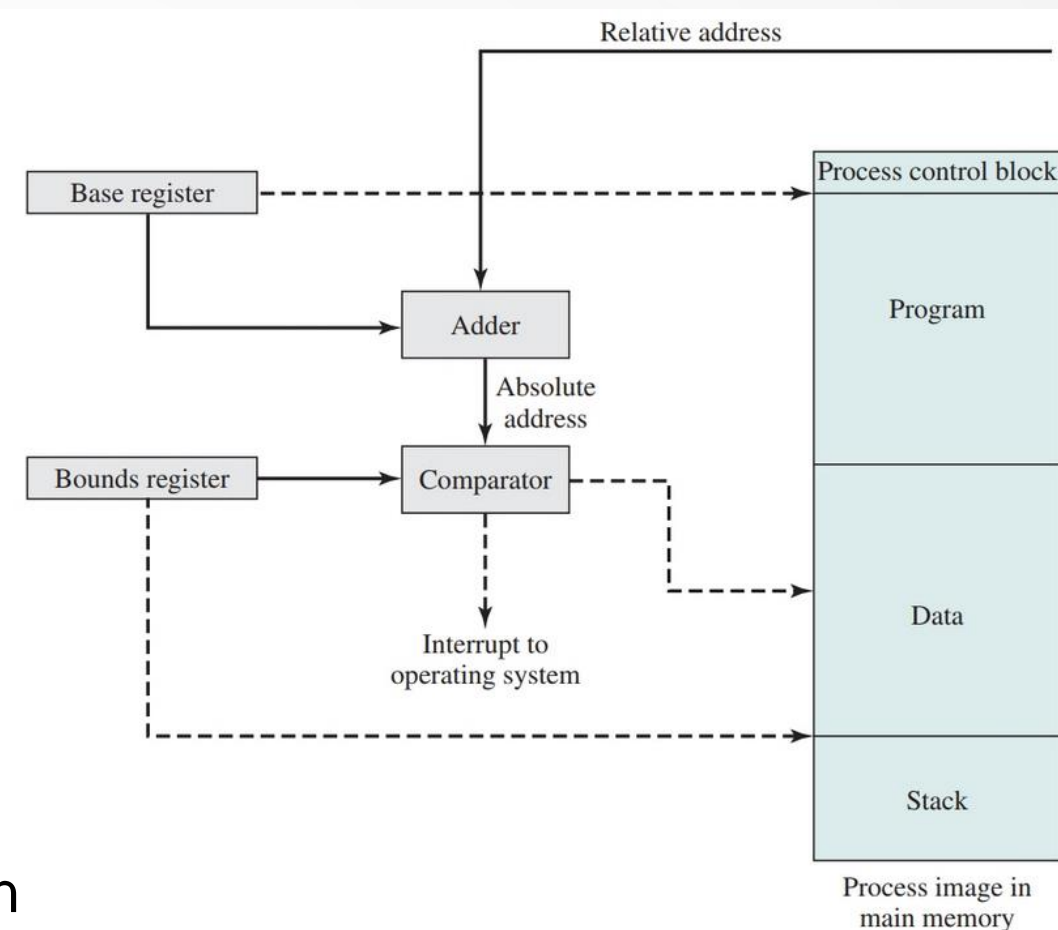 Relative address
Process control block
Base register
Program
Adder
Absolute
address
Bounds register
Comparator
Data
Interrupt to
operating system
Stack
Process image in
main memory
n